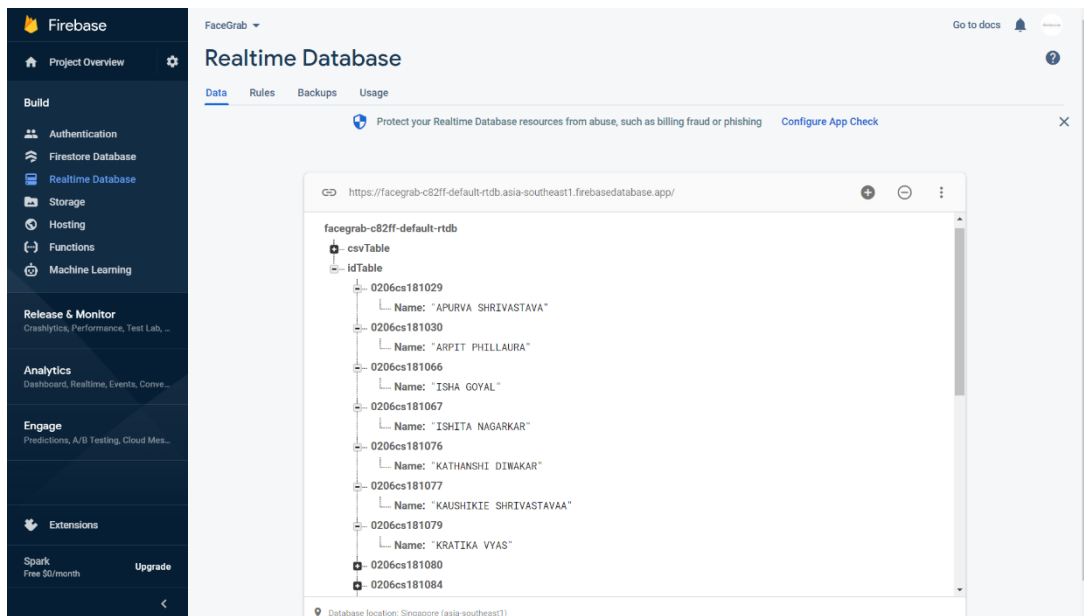 Firebase
Project Overview
Build
Authentication
Firestore Database
Realtime Database
Storage
Hosting
Functions
Machine Learning
Release & Monitor
Crashlytics, Performance, Test Lab, ...
Analytics
Dashboard, Realtime, Events, Conve...
Engage
Predictions, A/B Testing, Cloud Mes...
Extensions
Spark
Free $0/month
Upgrade
FaceGrab
Go to docs
Realtime Database
Data Rules Backups Usage
Protect your Realtime Database resources from abuse, such as billing fraud or phishing Configure App Check
https://facegrab-c82ff-default-rtdb.asia-southeast1.firebasedatabase.app/
facegrab-c82ff-default-rtdb
csvTable
idTable
0206cs181029
Name: "APURVA SHRIVASTAVA"
0206cs181030
Name: "ARPIT PHILLAURA"
0206cs181066
Name: "ISHA GOYAL"
0206cs181067
Name: "ISHITA NAGARKAR"
0206cs181076
Name: "KATHANSHI DIWAKAR"
0206cs181077
Name: "KAUSHIKIE SHRIVASTAVAA"
0206cs181079
Name: "KRATIKA VYAS"
0206cs181080
0206cs181084
Database location: Singapore (asia-southeast1)